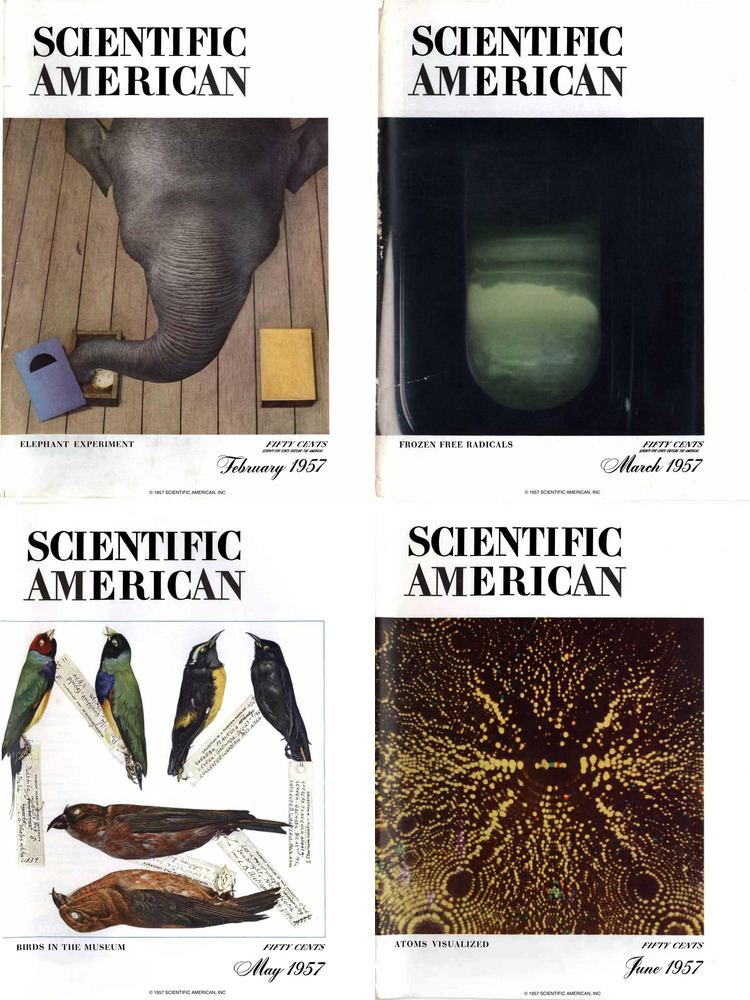 SCIENTIFIC
AMERICAN
ELEPHANT EXPERIMENT
FIFTY CENTS
SEVENTY-FIVE CENTS OUTSIDE THE AMERICAS
February 1957
© 1957 SCIENTIFIC AMERICAN, INC
SCIENTIFIC
AMERICAN
FROZEN FREE RADICALS
FIFTY CENTS
SEVENTY-FIVE CENTS OUTSIDE THE AMERICAS
March 1957
© 1957 SCIENTIFIC AMERICAN, INC
SCIENTIFIC
AMERICAN
BIRDS IN THE MUSEUM
FIFTY CENTS
May 1957
© 1957 SCIENTIFIC AMERICAN, INC
SCIENTIFIC
AMERICAN
ATOMS VISUALIZED
FIFTY CENTS
June 1957
© 1957 SCIENTIFIC AMERICAN, INC